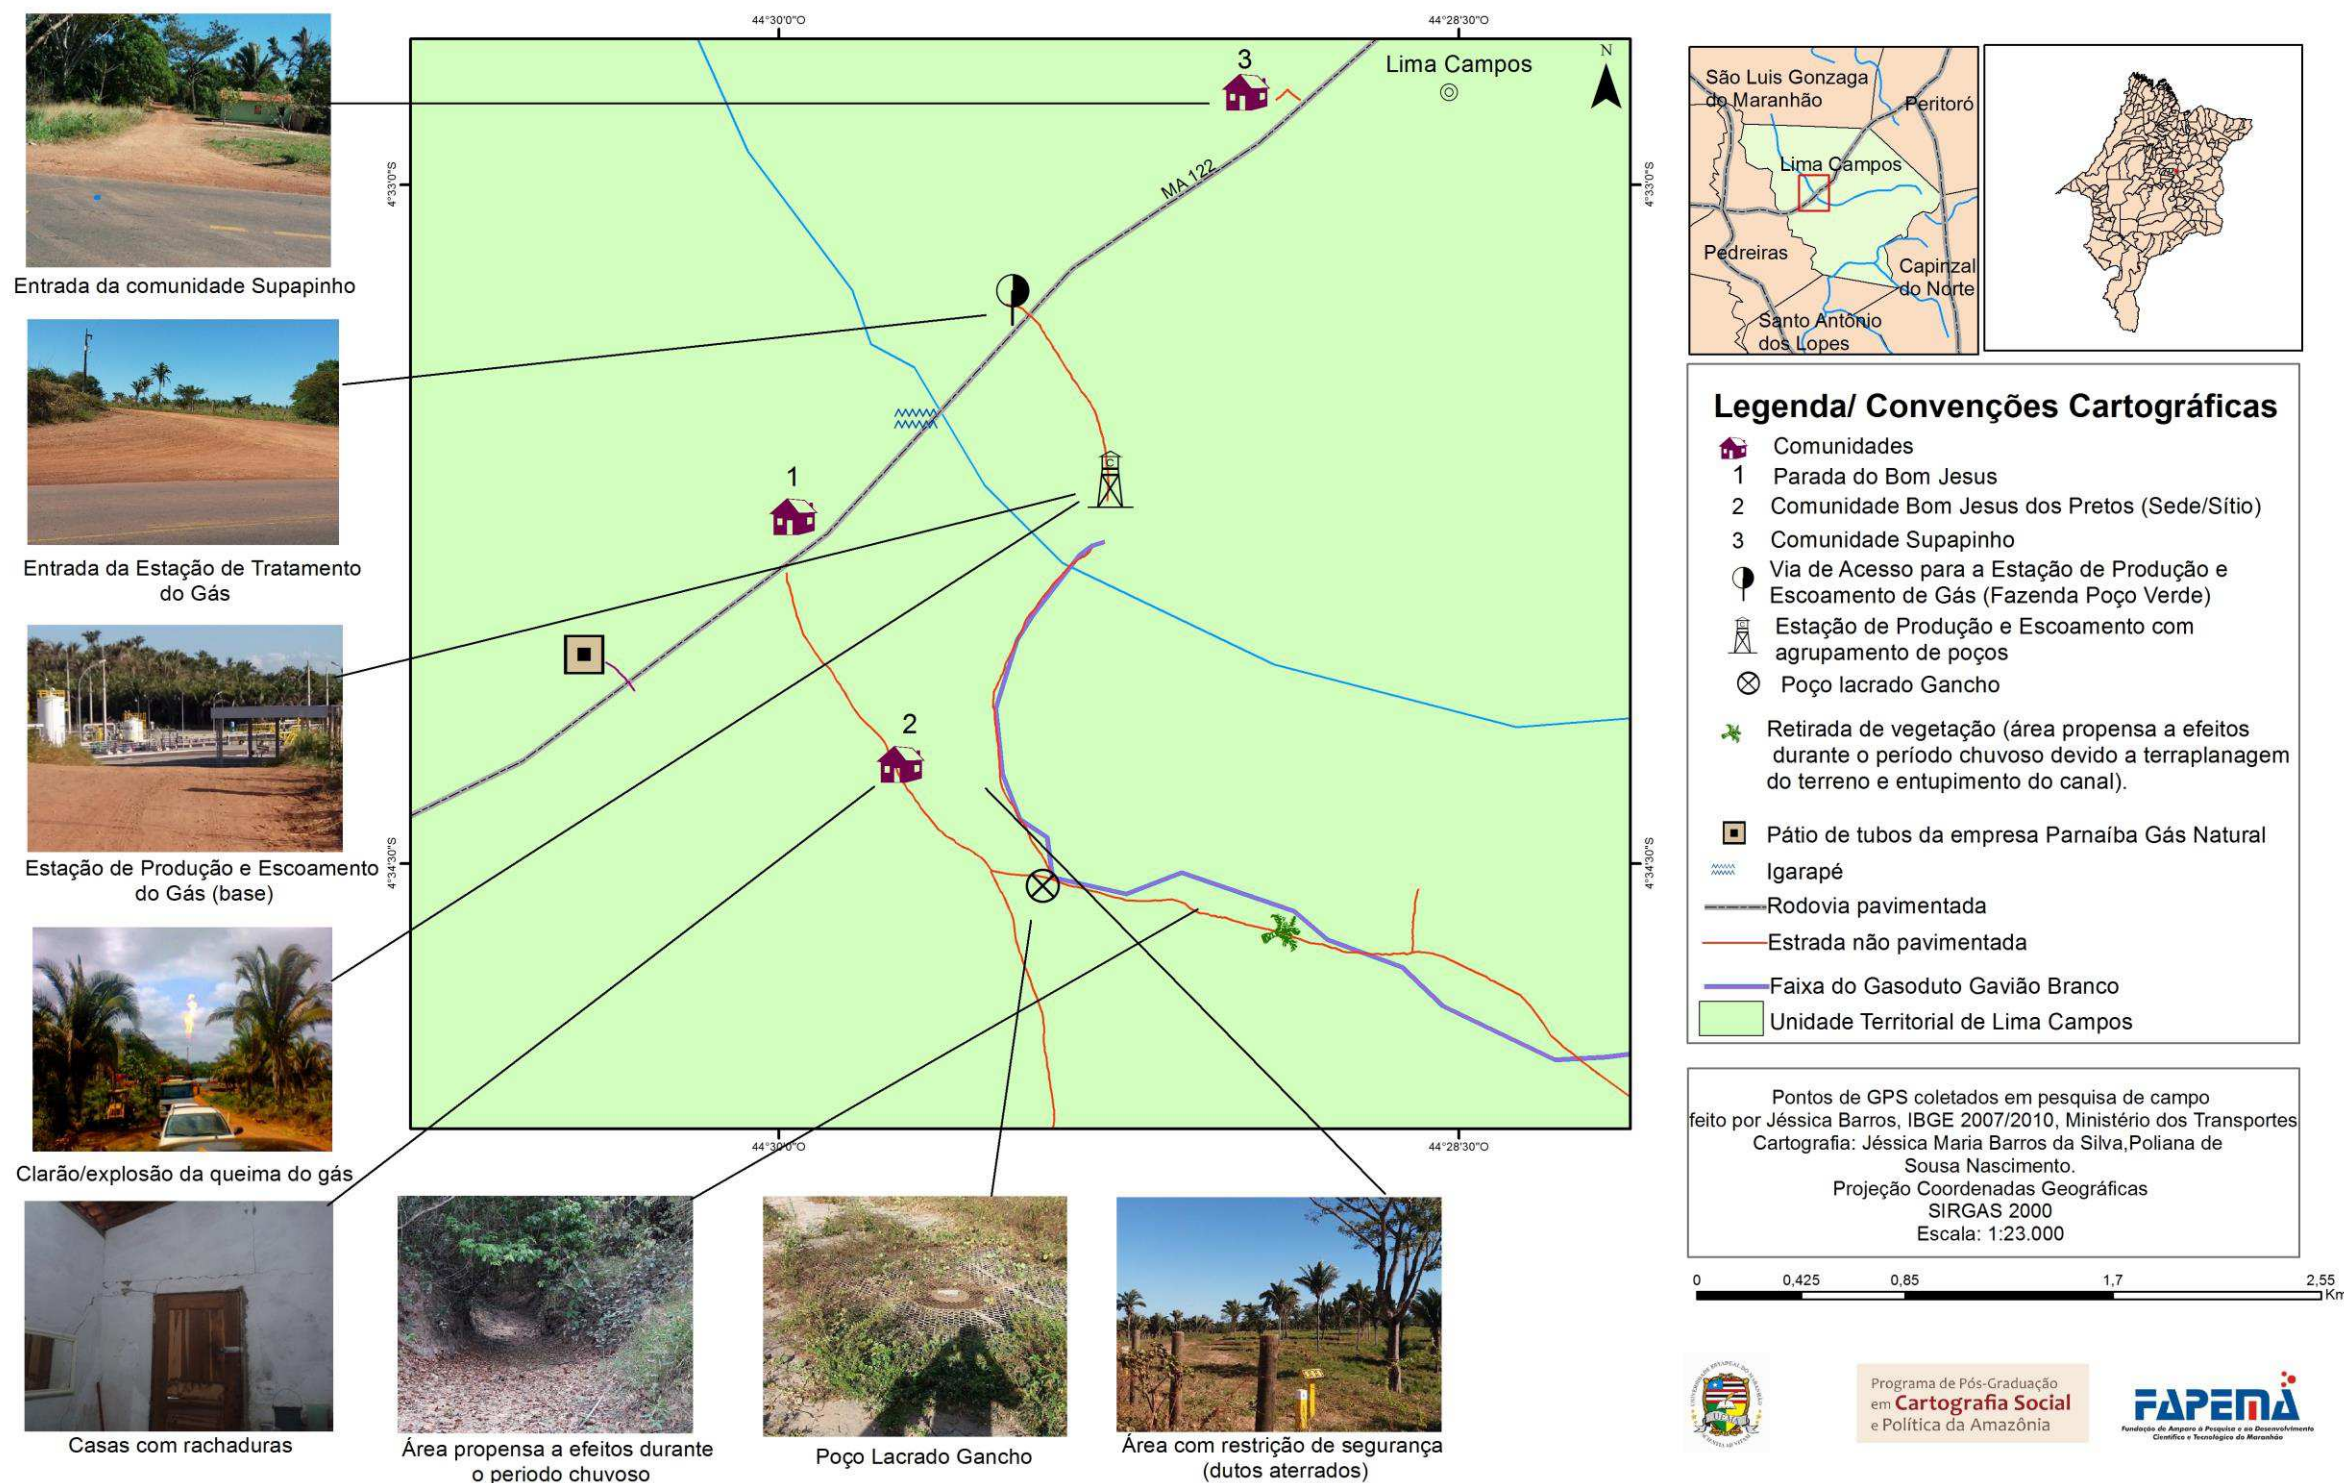 44°30'0"O
44°28'30"O
4°33'0"S
4°33'0"S
4°34'30"S
4°34'30"S
44°30'0"O
44°28'30"O
N
Lima Campos
3
MA 122
1
2
C
Entrada da comunidade Supapinho
Entrada da Estação de Tratamento
do Gás
Estação de Produção e Escoamento
do Gás (base)
Clarão/explosão da queima do gás
Casas com rachaduras
Área propensa a efeitos durante
o periodo chuvoso
Poço Lacrado Gancho
Área com restrição de segurança
(dutos aterrados)
São Luis Gonzaga
do Maranhão
Peritoró
Lima Campos
Pedreiras
Capinzal
do Norte
Santo Antônio
dos Lopes
Legenda/ Convenções Cartográficas
Comunidades
1 Parada do Bom Jesus
2 Comunidade Bom Jesus dos Pretos (Sede/Sítio)
3 Comunidade Supapinho
Via de Acesso para a Estação de Produção e
Escoamento de Gás (Fazenda Poço Verde)
C
Estação de Produção e Escoamento com
agrupamento de poços
Poço lacrado Gancho
Retirada de vegetação (área propensa a efeitos
durante o período chuvoso devido a terraplanagem
do terreno e entupimento do canal).
Pátio de tubos da empresa Parnaíba Gás Natural
Igarapé
Rodovia pavimentada
Estrada não pavimentada
Faixa do Gasoduto Gavião Branco
Unidade Territorial de Lima Campos
Pontos de GPS coletados em pesquisa de campo
feito por Jéssica Barros, IBGE 2007/2010, Ministério dos Transportes
Cartografia: Jéssica Maria Barros da Silva,Poliana de
Sousa Nascimento.
Projeção Coordenadas Geográficas
SIRGAS 2000
Escala: 1:23.000
0 0,425 0,85 1,7 2,55
Km
UEMA
Programa de Pós-Graduação
em Cartografia Social
e Política da Amazônia
FAPEMA
Fundação de Amparo à Pesquisa e ao Desenvolvimento
Científico e Tecnológico do Maranhão